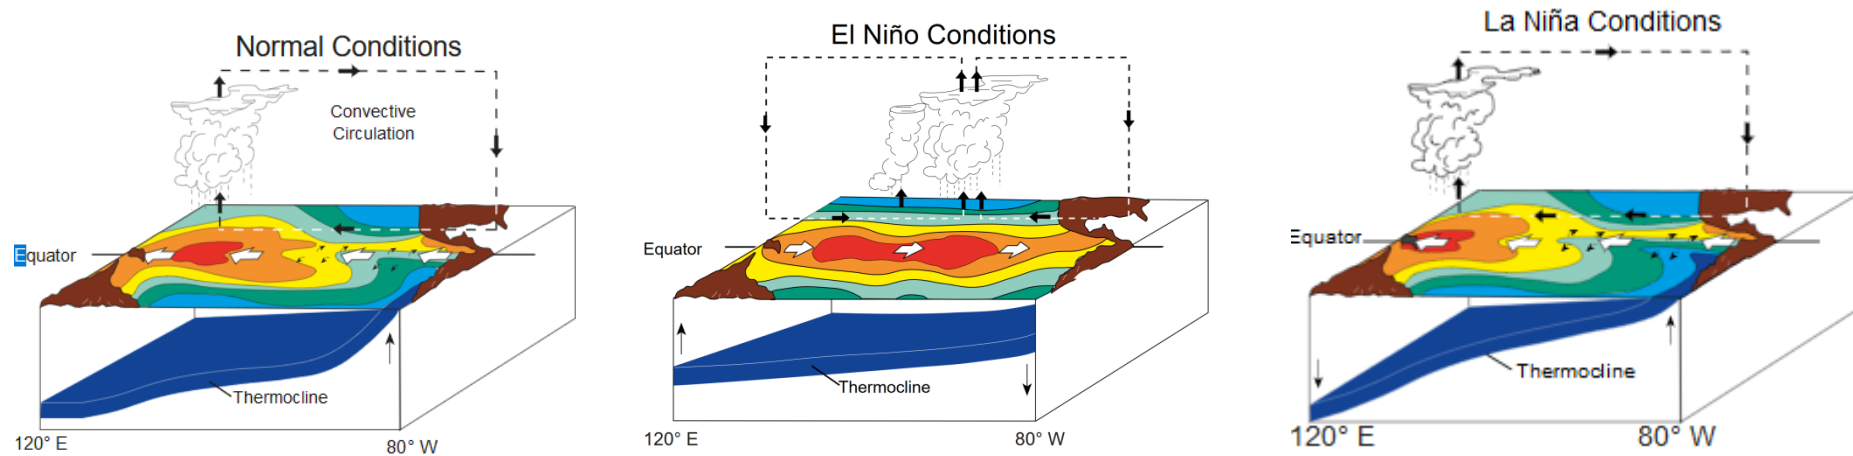 Normal Conditions
Convective
Circulation
Equator
Thermocline
120° E
80° W
El Niño Conditions
Equator
Thermocline
120° E
80° W
La Niña Conditions
Equator
Thermocline
120° E
80° W